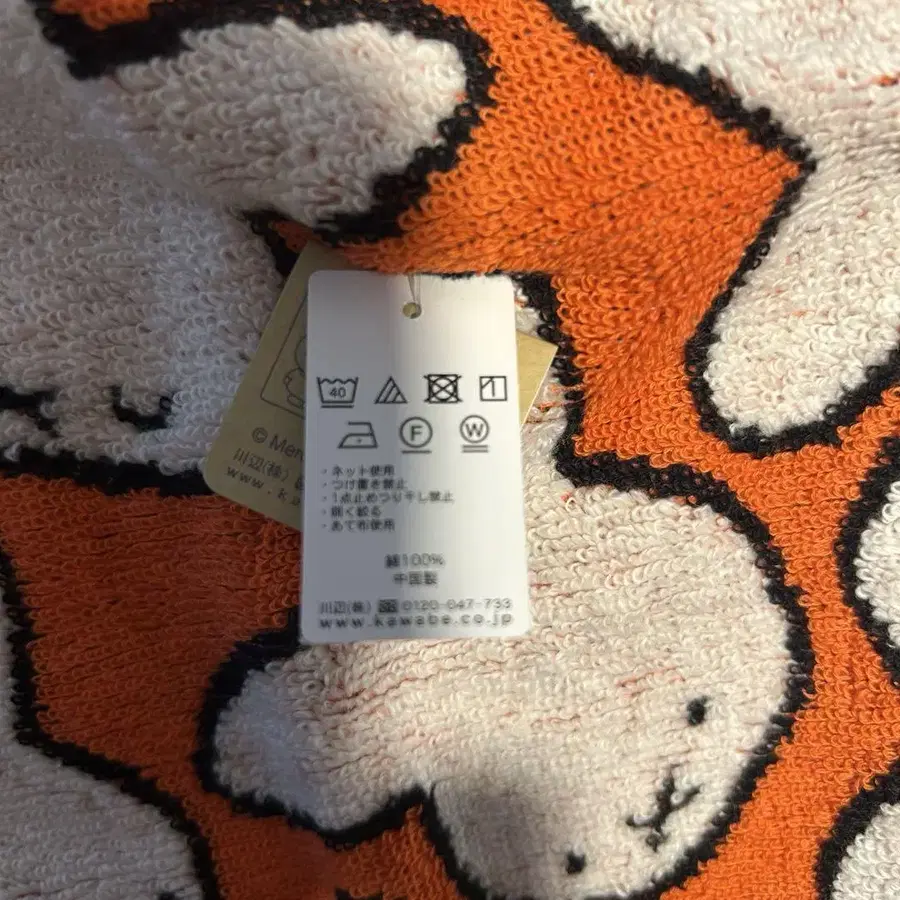 40
F
W
・ネット使用
・つけ置き禁止
・1点止めつり干し禁止
・弱く絞る
・あて布使用
綿100%
中国製
川辺(株) 0120-047-733
www.kawabe.co.jp
© Mer
川辺(株)
www.ka